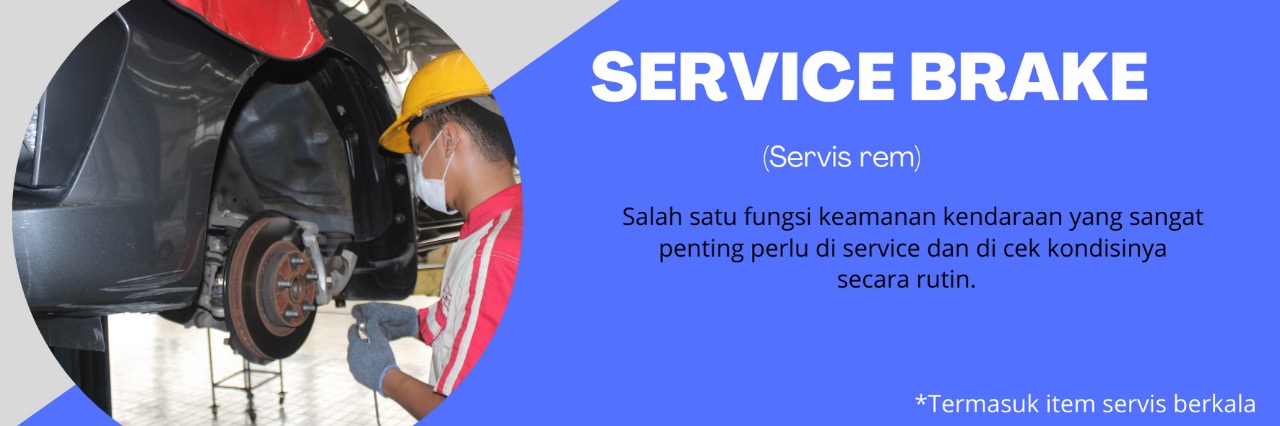 SERVICE BRAKE
(Servis rem)
Salah satu fungsi keamanan kendaraan yang sangat
penting perlu di service dan di cek kondisinya
secara rutin.
*Termasuk item servis berkala